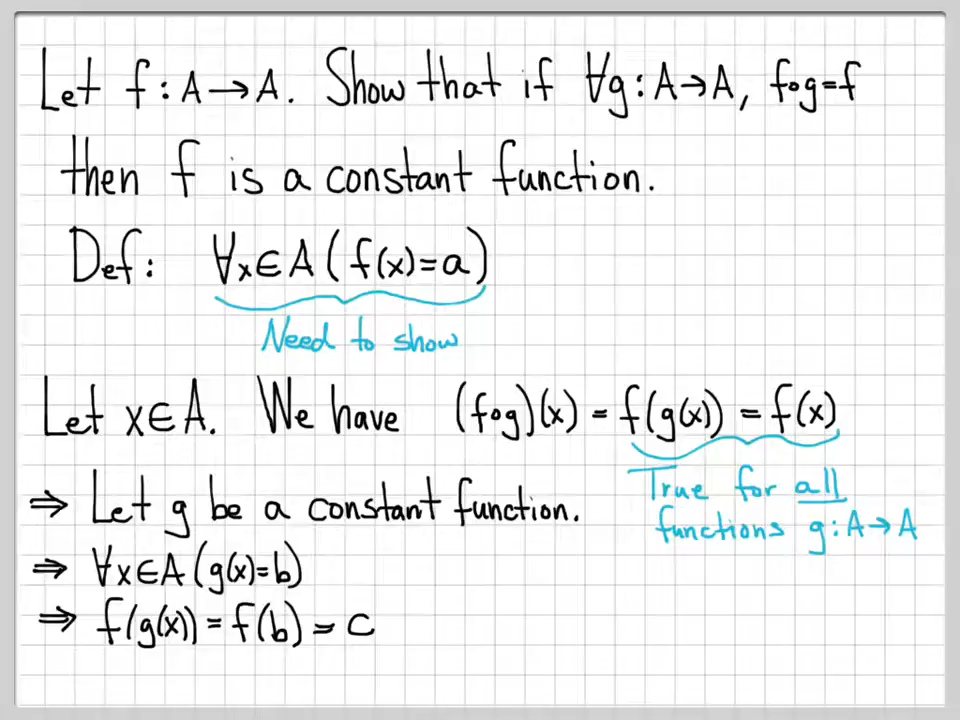 Let f : A → A. Show that if ∀g : A → A, f∘g = f
then f is a constant function.
Def: ∀x ∈ A ( f(x) = a )
Need to show
Let x ∈ A. We have (f∘g)(x) = f(g(x)) = f(x)
True for all
functions g : A → A
⇒ Let g be a constant function.
⇒ ∀x ∈ A ( g(x) = b )
⇒ f(g(x)) = f(b) = c